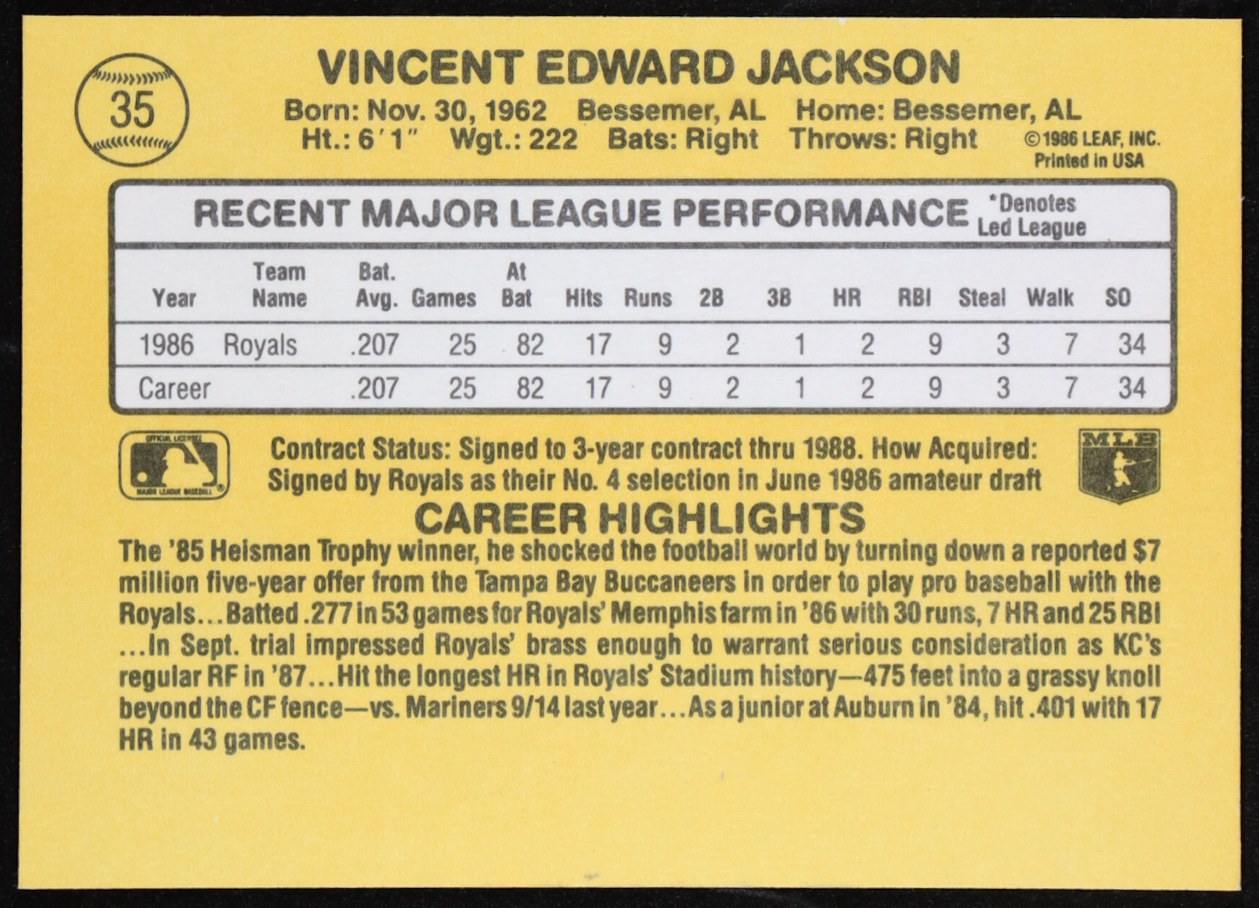 35
VINCENT EDWARD JACKSON
Born: Nov. 30, 1962 Bessemer, AL Home: Bessemer, AL
Ht.: 6'1" Wgt.: 222 Bats: Right Throws: Right
©1986 LEAF, INC.
Printed in USA
RECENT MAJOR LEAGUE PERFORMANCE *Denotes
Led League
Year Team Name Bat. Avg. Games At Bat Hits Runs 2B 3B HR RBI Steal Walk SO
1986 Royals .207 25 82 17 9 2 1 2 9 3 7 34
Career .207 25 82 17 9 2 1 2 9 3 7 34
OFFICIAL LICENSEE
MAJOR LEAGUE BASEBALL
®
Contract Status: Signed to 3-year contract thru 1988. How Acquired:
Signed by Royals as their No. 4 selection in June 1986 amateur draft
MLB
CAREER HIGHLIGHTS
The '85 Heisman Trophy winner, he shocked the football world by turning down a reported $7
million five-year offer from the Tampa Bay Buccaneers in order to play pro baseball with the
Royals...Batted .277 in 53 games for Royals' Memphis farm in '86 with 30 runs, 7 HR and 25 RBI
...In Sept. trial impressed Royals' brass enough to warrant serious consideration as KC's
regular RF in '87...Hit the longest HR in Royals' Stadium history—475 feet into a grassy knoll
beyond the CF fence—vs. Mariners 9/14 last year...As a junior at Auburn in '84, hit .401 with 17
HR in 43 games.